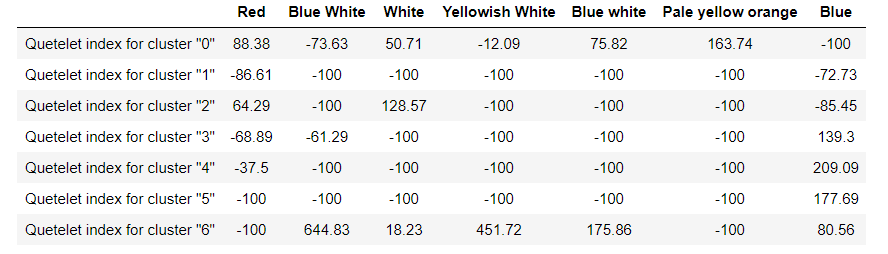 Red Blue White White Yellowish White Blue white Pale yellow orange Blue
Quetelet index for cluster "0" 88.38 -73.63 50.71 -12.09 75.82 163.74 -100
Quetelet index for cluster "1" -86.61 -100 -100 -100 -100 -100 -72.73
Quetelet index for cluster "2" 64.29 -100 128.57 -100 -100 -100 -85.45
Quetelet index for cluster "3" -68.89 -61.29 -100 -100 -100 -100 139.3
Quetelet index for cluster "4" -37.5 -100 -100 -100 -100 -100 209.09
Quetelet index for cluster "5" -100 -100 -100 -100 -100 -100 177.69
Quetelet index for cluster "6" -100 644.83 18.23 451.72 175.86 -100 80.56